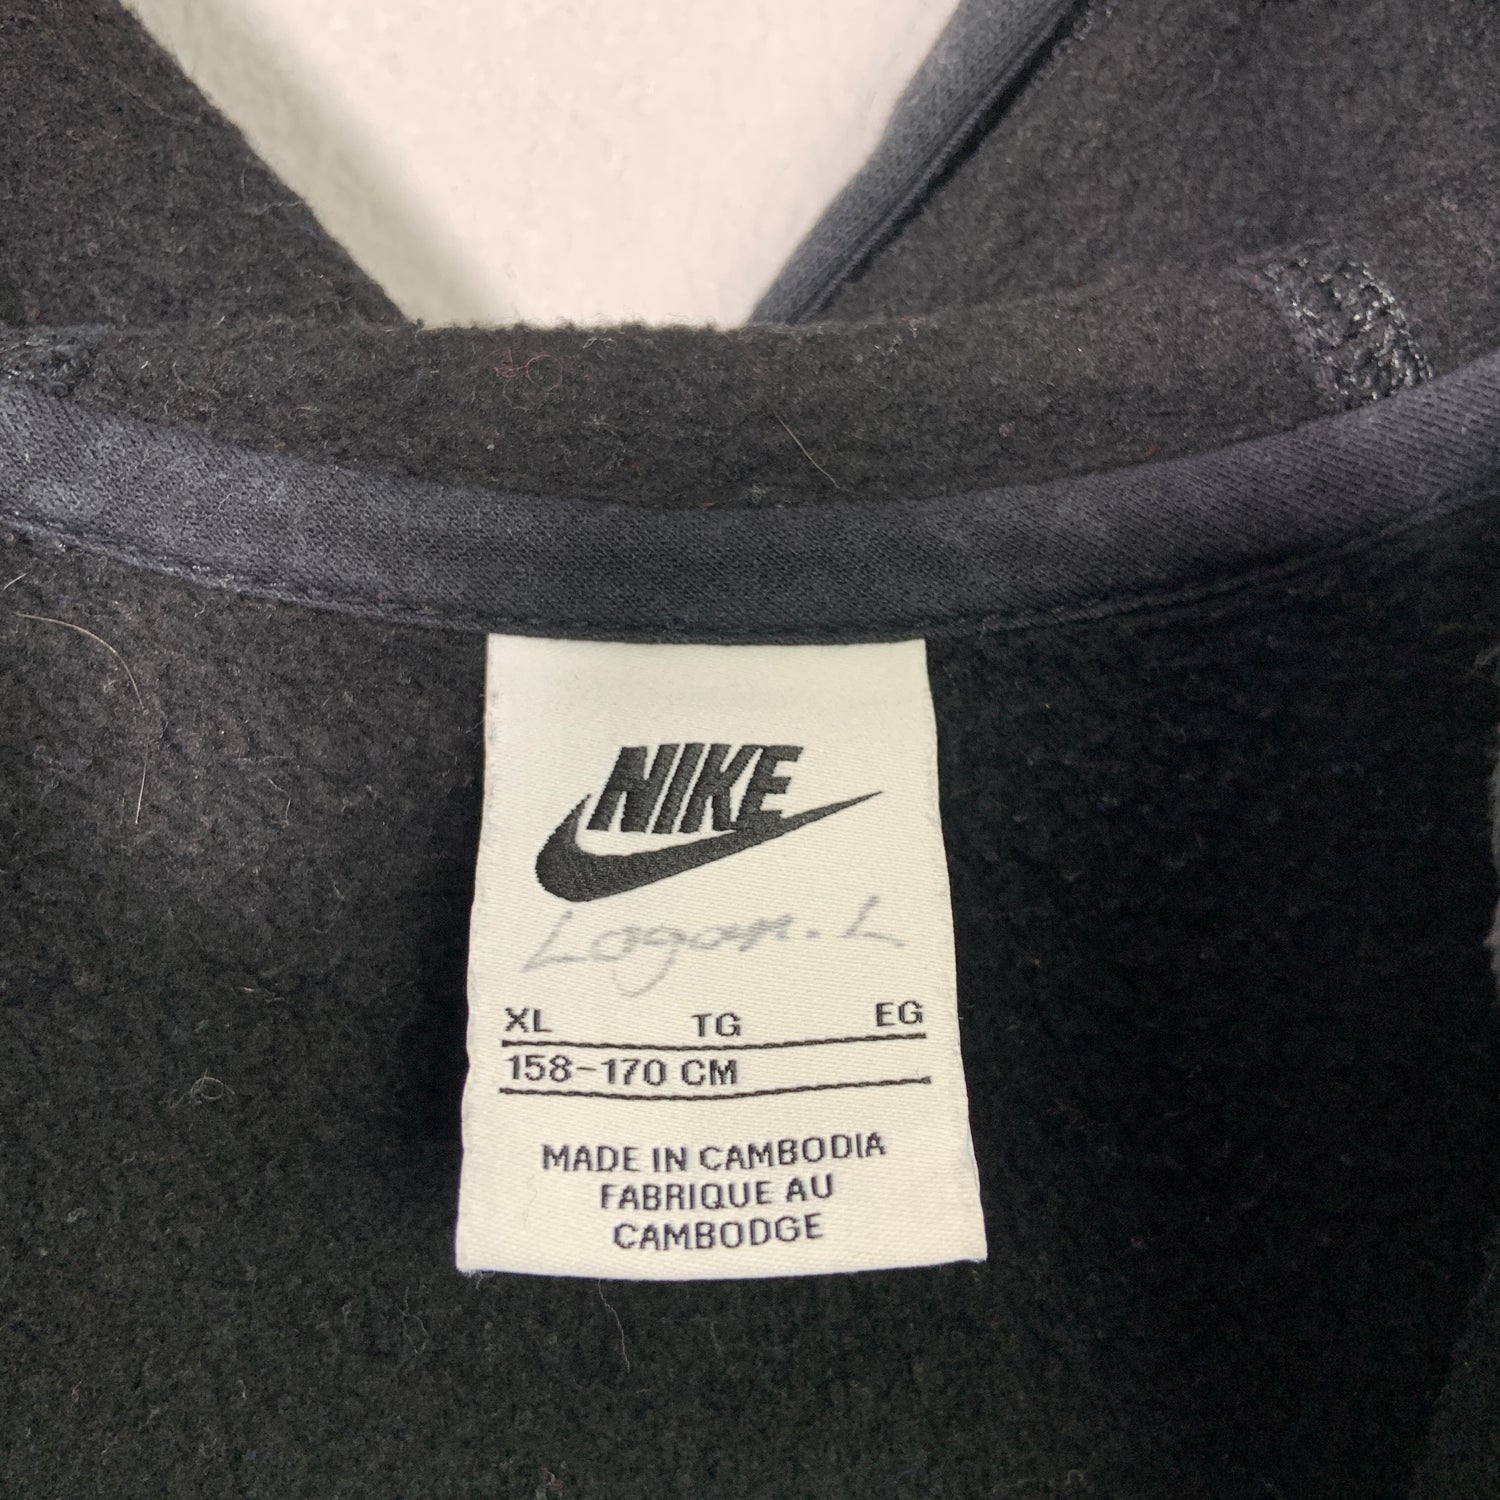 NIKE
Logan. L
XL TG EG
158-170 CM
MADE IN CAMBODIA
FABRIQUE AU
CAMBODGE